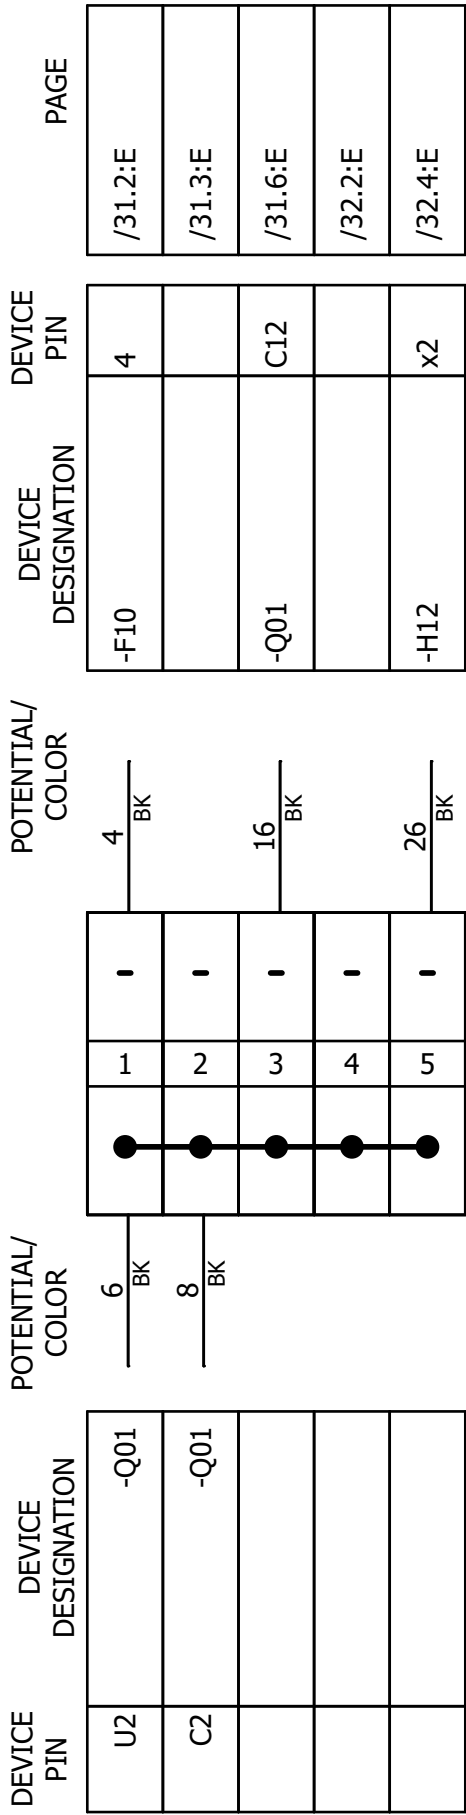 DEVICE
PIN
DEVICE
DESIGNATION
POTENTIAL/
COLOR
POTENTIAL/
COLOR
DEVICE
DESIGNATION
DEVICE
PIN
PAGE
U2
-Q01
6
BK
1
-
4
BK
-F10
4
/31.2:E
C2
-Q01
8
BK
2
-
/31.3:E
3
-
16
BK
-Q01
C12
/31.6:E
4
-
/32.2:E
5
-
26
BK
-H12
x2
/32.4:E